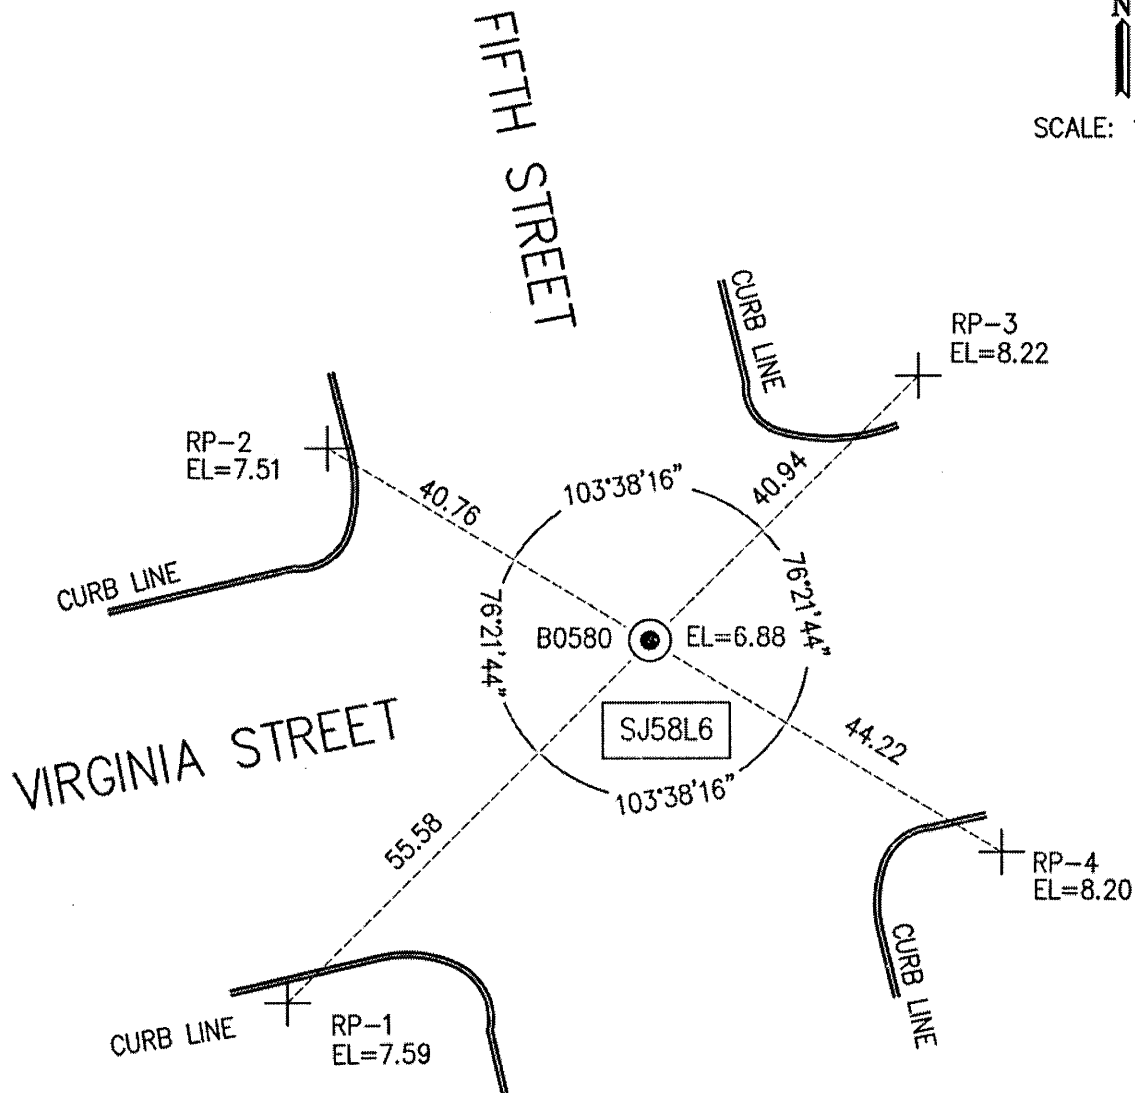 N
SCALE:
FIFTH STREET
CURB LINE
RP-3
EL=8.22
RP-2
EL=7.51
40.76
103°38'16"
40.94
CURB LINE
76°21'44"
76°21'44"
B0580
EL=6.88
SJ58L6
44.22
VIRGINIA STREET
103°38'16"
55.58
RP-4
EL=8.20
CURB LINE
CURB LINE
RP-1
EL=7.59